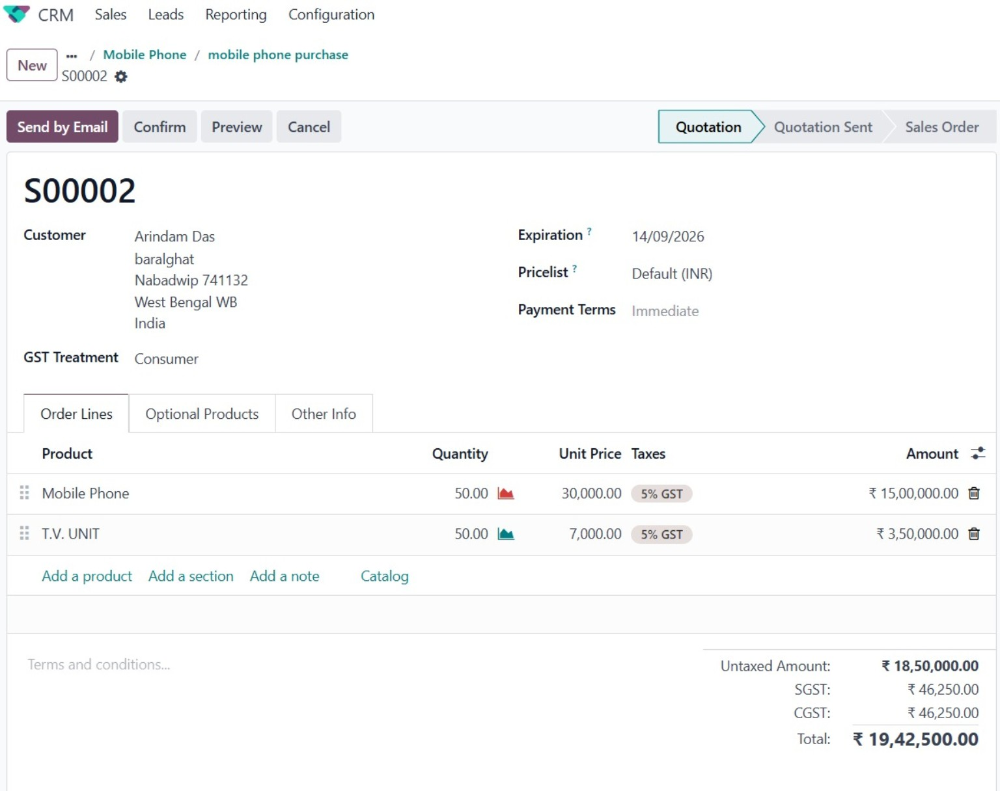 CRM Sales Leads Reporting Configuration
New ... / Mobile Phone / mobile phone purchase
S00002
Send by Email Confirm Preview Cancel Quotation Quotation Sent Sales Order
S00002
Customer Arindam Das
baralghat
Nabadwip 741132
West Bengal WB
India
GST Treatment Consumer
Expiration ? 14/09/2026
Pricelist ? Default (INR)
Payment Terms Immediate
Order Lines Optional Products Other Info
Product Quantity Unit Price Taxes Amount
Mobile Phone 50.00 30,000.00 5% GST ₹ 15,00,000.00
T.V. UNIT 50.00 7,000.00 5% GST ₹ 3,50,000.00
Add a product Add a section Add a note Catalog
Terms and conditions...
Untaxed Amount: ₹ 18,50,000.00
SGST: ₹ 46,250.00
CGST: ₹ 46,250.00
Total: ₹ 19,42,500.00